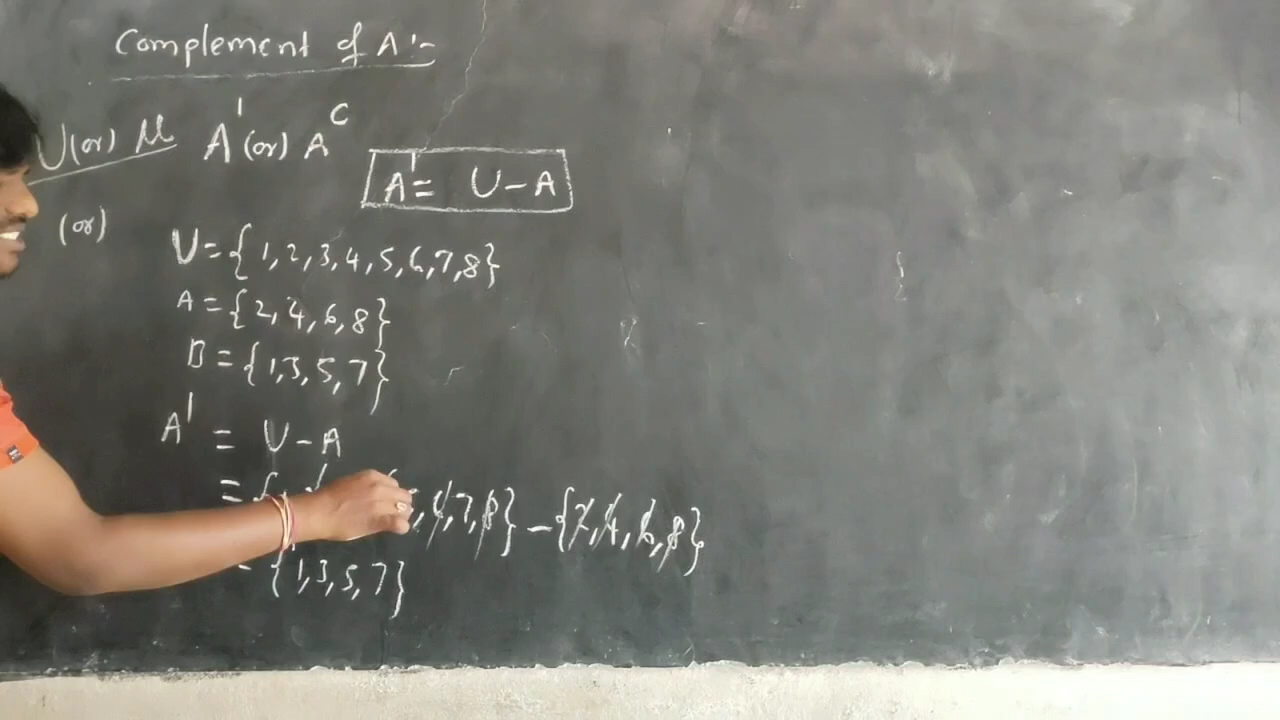 Complement of A :-
U (or) μ A' (or) A^C
A' = U - A
(or)
U = { 1, 2, 3, 4, 5, 6, 7, 8 }
A = { 2, 4, 6, 8 }
B = { 1, 3, 5, 7 }
A' = U - A
= { , 6, 7, 8 } - { 2, 4, 6, 8 }
= { 1, 3, 5, 7 }